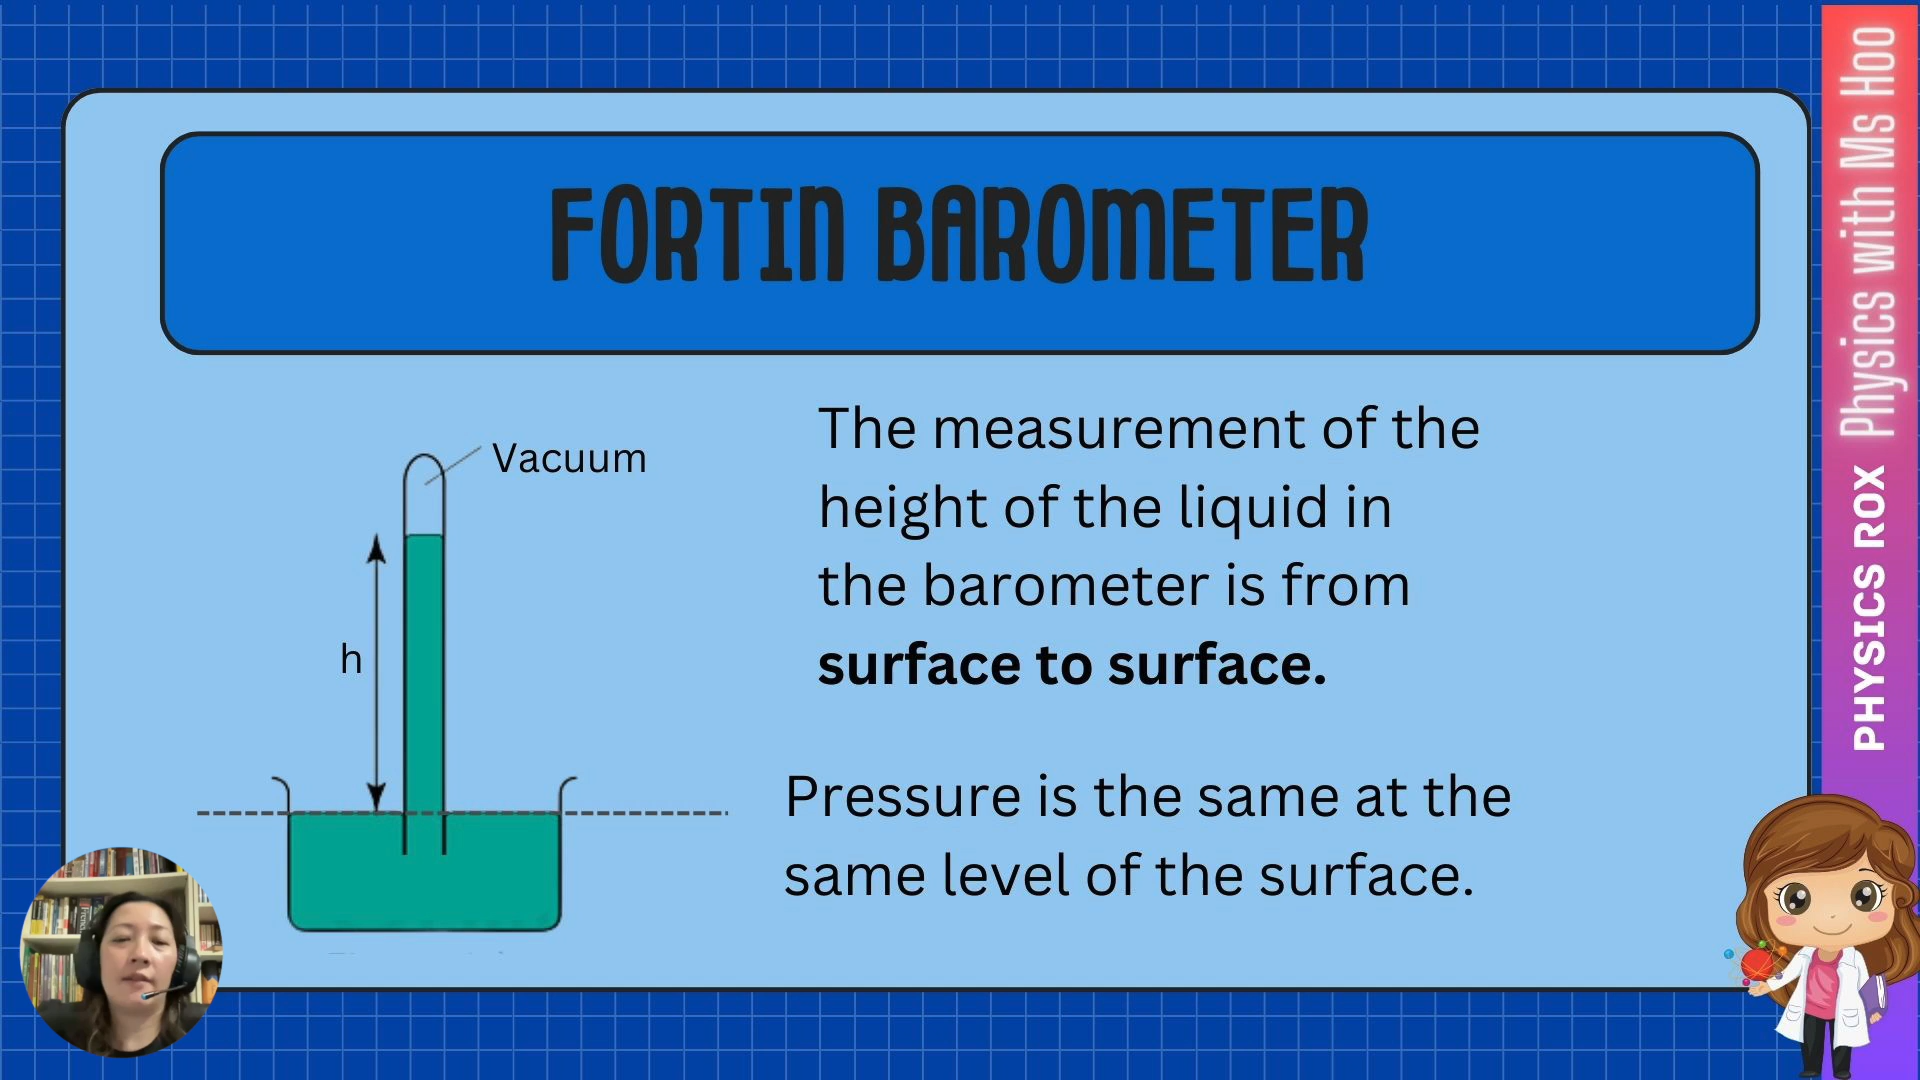 FORTIN BAROMETER
Vacuum
h
The measurement of the
height of the liquid in
the barometer is from
surface to surface.
Pressure is the same at the
same level of the surface.
PHYSICS ROX Physics with Ms Hoo